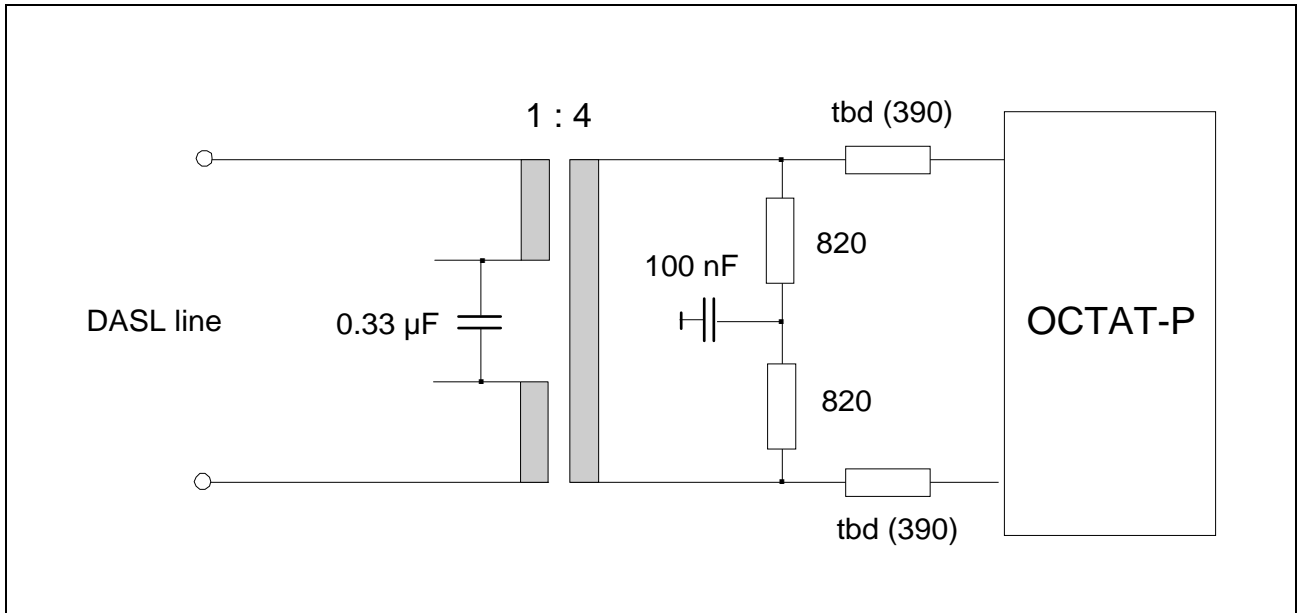 1 : 4
tbd (390)
820
100 nF
DASL line
0.33 µF
OCTAT-P
820
tbd (390)